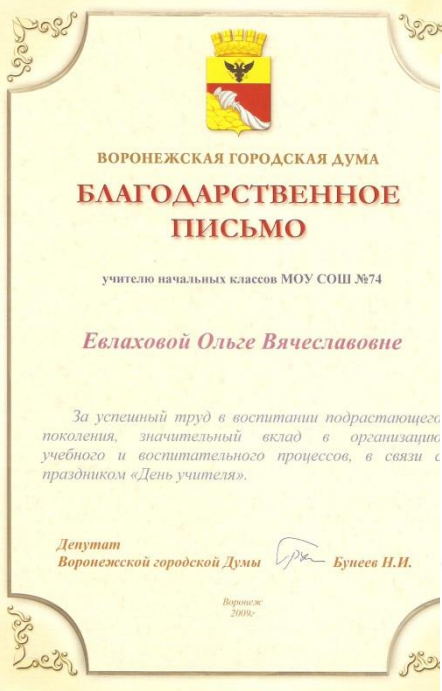 ВОРОНЕЖСКАЯ ГОРОДСКАЯ ДУМА
БЛАГОДАРСТВЕННОЕ
ПИСЬМО
учителю начальных классов МОУ СОШ №74
Евлаховой Ольге Вячеславовне
За успешный труд в воспитании подрастающего
поколения, значительный вклад в организацию
учебного и воспитательного процессов, в связи с
праздником «День учителя».
Депутат
Воронежской городской Думы Бунеев Н.И.
Воронеж
2009г